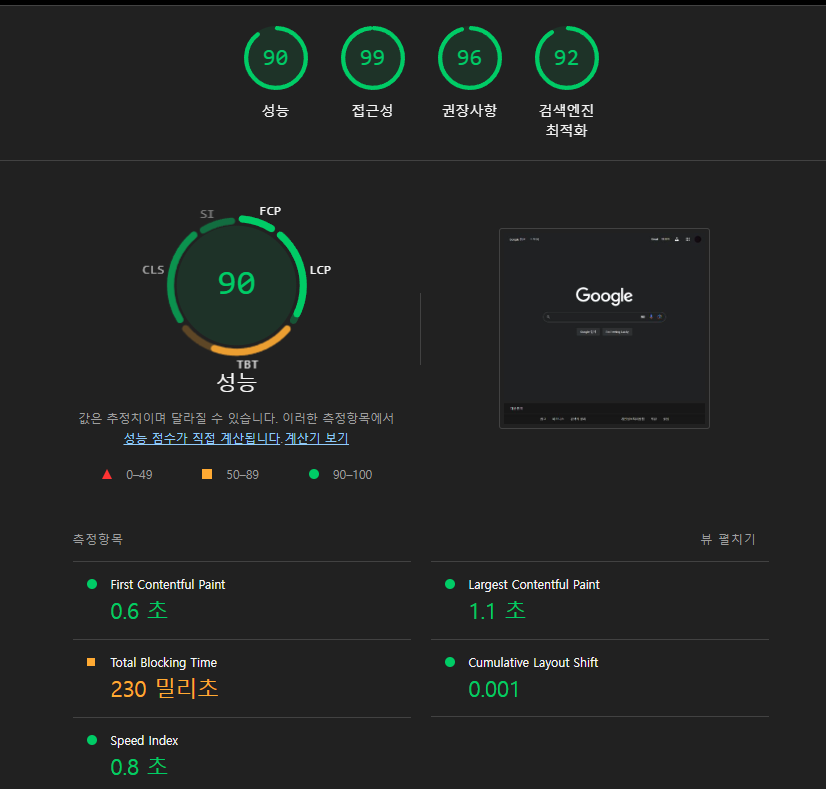 90
99
96
92
성능
접근성
권장사항
검색엔진
최적화
SI
FCP
CLS
LCP
90
TBT
성능
Google
값은 추정치이며 달라질 수 있습니다. 이러한 측정항목에서
성능 점수가 직접 계산됩니다.계산기 보기
0–49
50–89
90–100
측정항목
뷰 펼치기
First Contentful Paint
0.6 초
Largest Contentful Paint
1.1 초
Total Blocking Time
230 밀리초
Cumulative Layout Shift
0.001
Speed Index
0.8 초